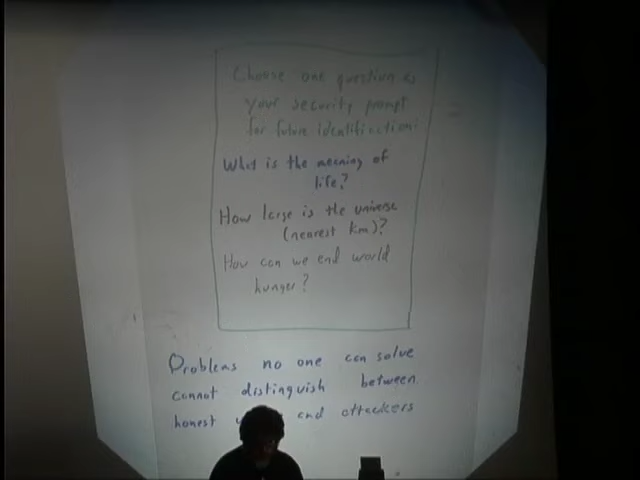 Choose one question as
your security prompt
for future identification:
What is the meaning of
life?
How large is the universe
(nearest km)?
How can we end world
hunger?
Problems no one can solve
cannot distinguish between
honest and attackers